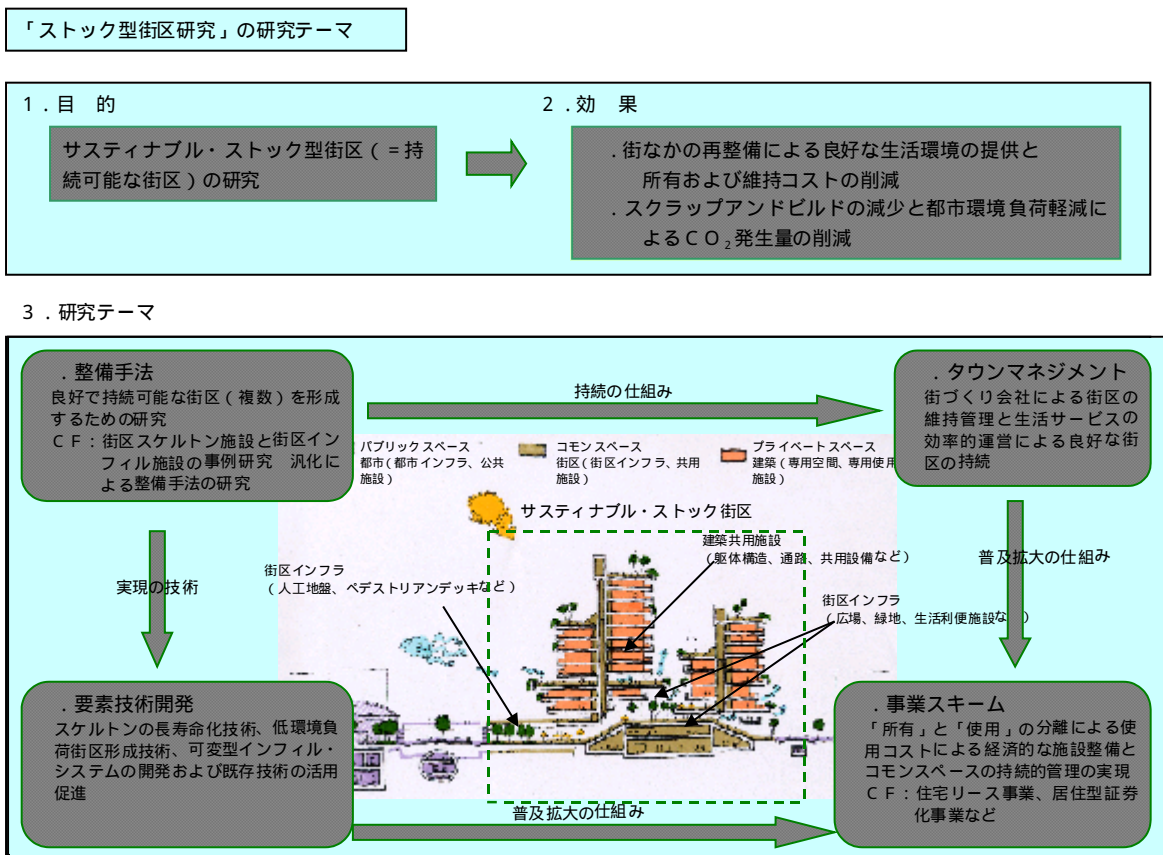 「ストック型街区研究」の研究テーマ
１．目　的
サスティナブル・ストック型街区（＝持
続可能な街区）の研究
２．効　果
．街なかの再整備による良好な生活環境の提供と
所有および維持コストの削減
．スクラップアンドビルドの減少と都市環境負荷軽減に
よるＣＯ₂発生量の削減
３．研究テーマ
．整備手法
良好で持続可能な街区（複数）を形成
するための研究
ＣＦ：街区スケルトン施設と街区イン
フィル施設の事例研究　汎化に
よる整備手法の研究
持続の仕組み
．タウンマネジメント
街づくり会社による街区の
維持管理と生活サービスの
効率的運営による良好な街
区の持続
パブリックスペース
都市（都市インフラ、公共
施設）
コモンスペース
街区（街区インフラ、共用
施設）
プライベートスペース
建築（専用空間、専用使用
施設）
サスティナブル・ストック街区
建築共用施設
（躯体構造、通路、共用設備など）
街区インフラ
（人工地盤、ペデストリアンデッキなど）
街区インフラ
（広場、緑地、生活利便施設な　）
実現の技術
普及拡大の仕組み
．要素技術開発
スケルトンの長寿命化技術、低環境負
荷街区形成技術、可変型インフィル・
システムの開発および既存技術の活用
促進
普及拡大の仕組み
．事業スキーム
「所有」と「使用」の分離による使
用コストによる経済的な施設整備と
コモンスペースの持続的管理の実現
ＣＦ：住宅リース事業、居住型証券
化事業など